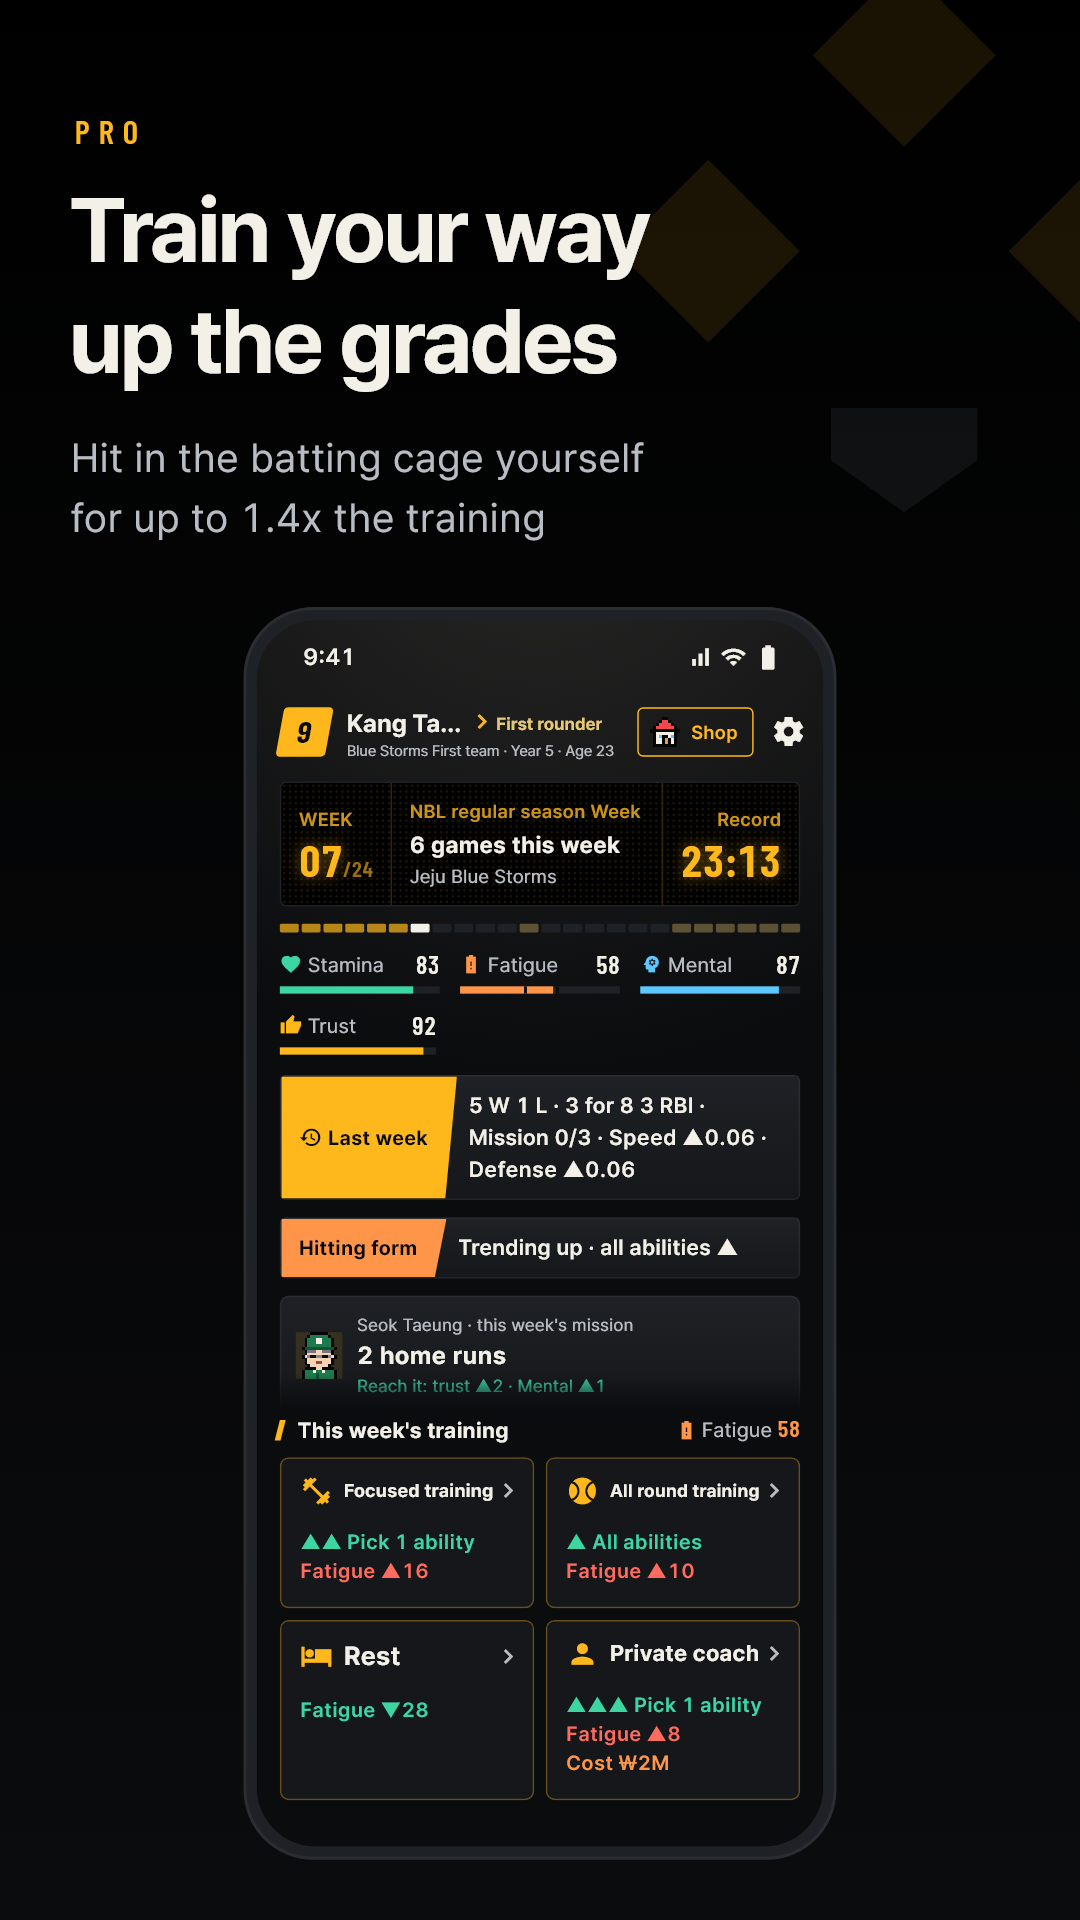 PRO
Train your way
up the grades
Hit in the batting cage yourself
for up to 1.4x the training
9:41
9
Kang Ta...
First rounder
Blue Storms First team · Year 5 · Age 23
Shop
WEEK
07/24
NBL regular season Week
6 games this week
Jeju Blue Storms
Record
23:13
Stamina 83
Fatigue 58
Mental 87
Trust 92
Last week
5 W 1 L · 3 for 8 3 RBI ·
Mission 0/3 · Speed ▲0.06 ·
Defense ▲0.06
Hitting form
Trending up · all abilities ▲
Seok Taeung · this week's mission
2 home runs
Reach it: trust ▲2 · Mental ▲1
This week's training
Fatigue 58
Focused training
▲▲ Pick 1 ability
Fatigue ▲16
All round training
▲ All abilities
Fatigue ▲10
Rest
Fatigue ▼28
Private coach
▲▲▲ Pick 1 ability
Fatigue ▲8
Cost ₩2M